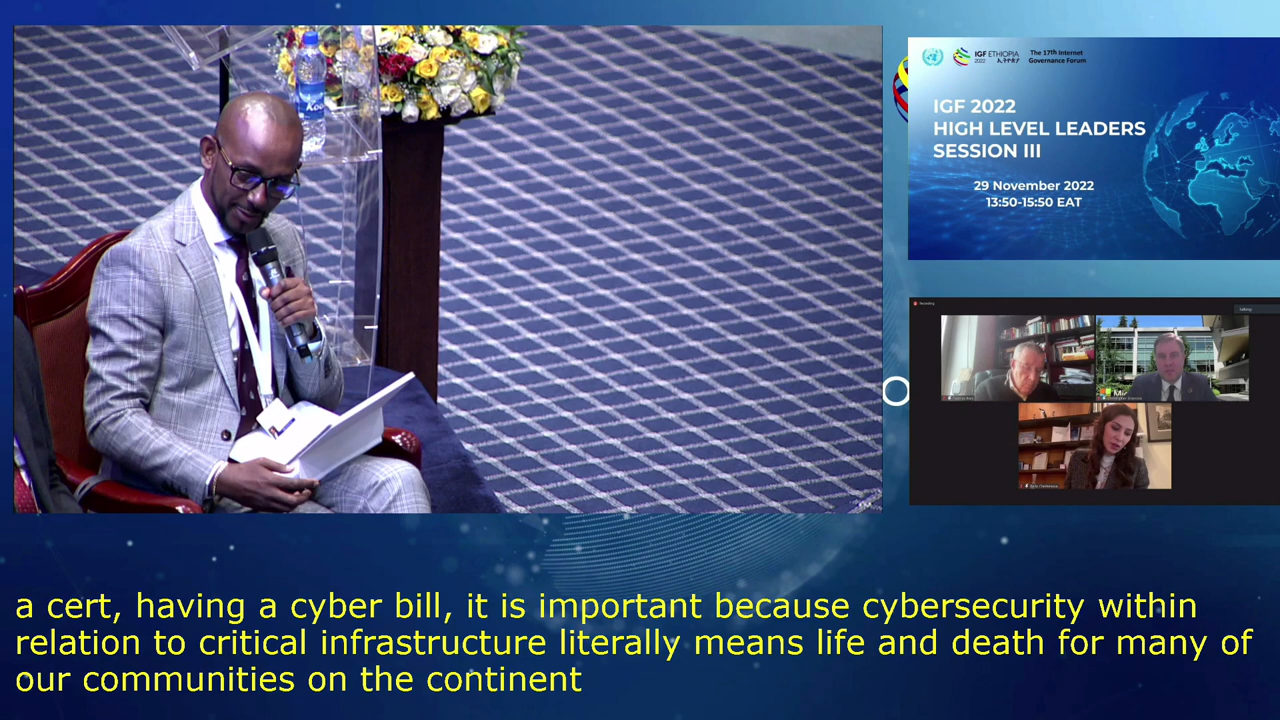 IGF ETHIOPIA
2022 ኢትዮጵያ
The 17th Internet
Governance Forum
IGF 2022
HIGH LEVEL LEADERS
SESSION III
29 November 2022
13:50-15:50 EAT
a cert, having a cyber bill, it is important because cybersecurity within
relation to critical infrastructure literally means life and death for many of
our communities on the continent